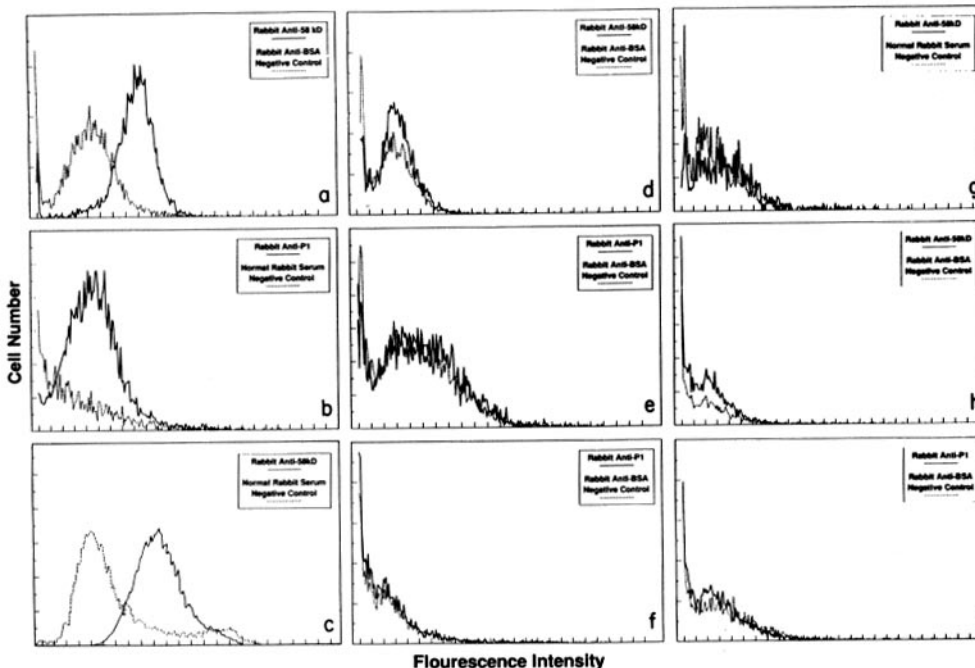 Rabbit Anti-58 kD
Rabbit Anti-BSA
Negative Control
a
Rabbit Anti-58kD
Rabbit Anti-BSA
Negative Control
d
Rabbit Anti-58kD
Normal Rabbit Serum
Negative Control
g
Cell Number
Rabbit Anti-P1
Normal Rabbit Serum
Negative Control
b
Rabbit Anti-P1
Rabbit Anti-BSA
Negative Control
e
Rabbit Anti-58kD
Rabbit Anti-BSA
Negative Control
h
Rabbit Anti-58kD
Normal Rabbit Serum
Negative Control
c
Rabbit Anti-P1
Rabbit Anti-BSA
Negative Control
f
Rabbit Anti-P1
Rabbit Anti-BSA
Negative Control
Flourescence Intensity